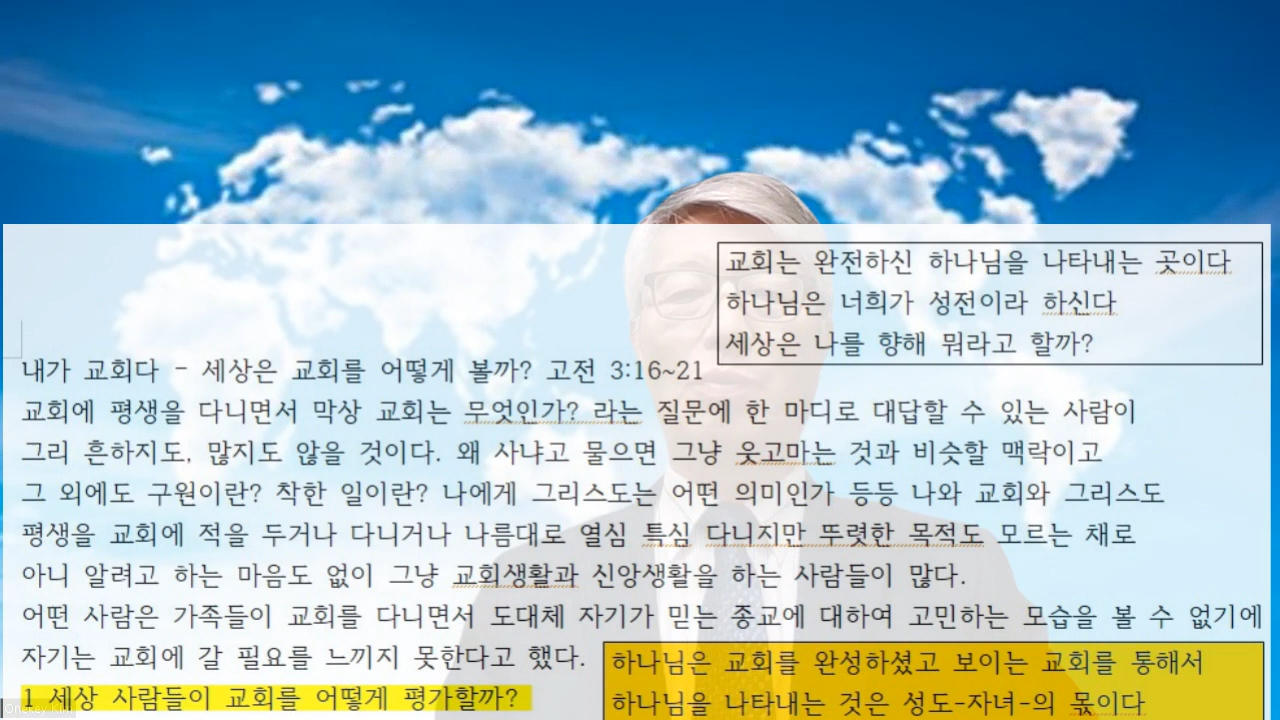 교회는 완전하신 하나님을 나타내는 곳이다
하나님은 너희가 성전이라 하신다
세상은 나를 향해 뭐라고 할까?
내가 교회다 - 세상은 교회를 어떻게 볼까? 고전 3:16~21
교회에 평생을 다니면서 막상 교회는 무엇인가? 라는 질문에 한 마디로 대답할 수 있는 사람이
그리 흔하지도, 많지도 않을 것이다. 왜 사냐고 물으면 그냥 웃고마는 것과 비슷할 맥락이고
그 외에도 구원이란? 착한 일이란? 나에게 그리스도는 어떤 의미인가 등등 나와 교회와 그리스도
평생을 교회에 적을 두거나 다니거나 나름대로 열심 특심 다니지만 뚜렷한 목적도 모르는 채로
아니 알려고 하는 마음도 없이 그냥 교회생활과 신앙생활을 하는 사람들이 많다.
어떤 사람은 가족들이 교회를 다니면서 도대체 자기가 믿는 종교에 대하여 고민하는 모습을 볼 수 없기에
자기는 교회에 갈 필요를 느끼지 못한다고 했다.
하나님은 교회를 완성하셨고 보이는 교회를 통해서
하나님을 나타내는 것은 성도-자녀-의 몫이다
1 세상 사람들이 교회를 어떻게 평가할까?
Onekey Kim